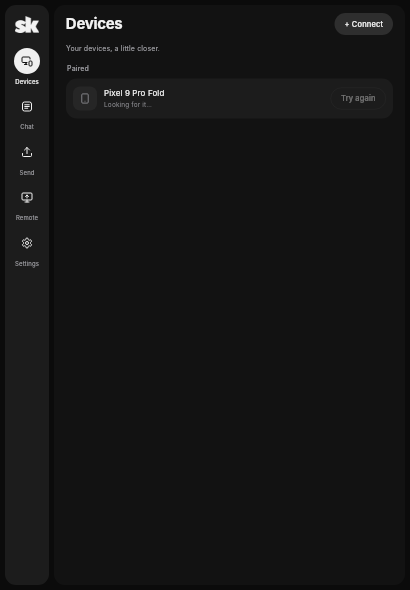 sk
Devices
+ Connect
Your devices, a little closer.
Paired
Pixel 9 Pro Fold
Looking for it...
Try again
Devices
Chat
Send
Remote
Settings